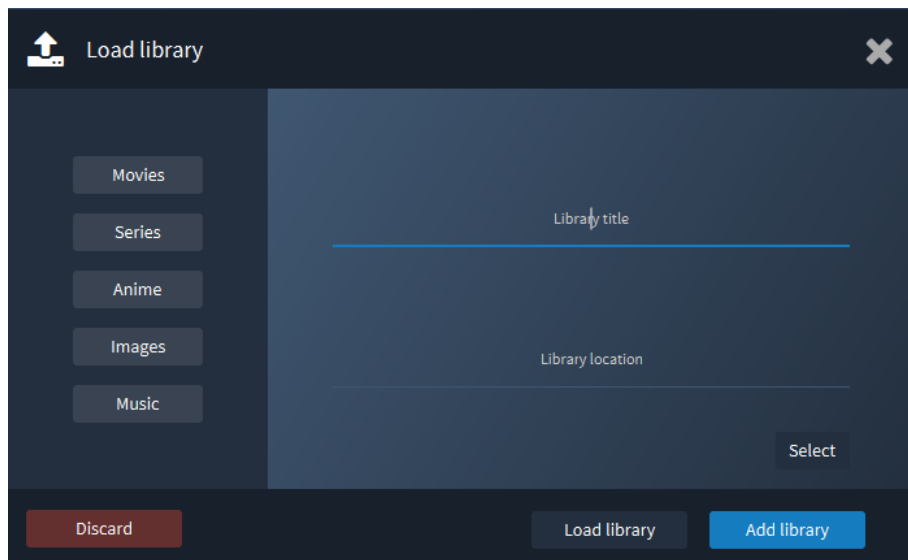 Load library
Movies
Series
Anime
Images
Music
Library title
Library location
Select
Discard
Load library
Add library